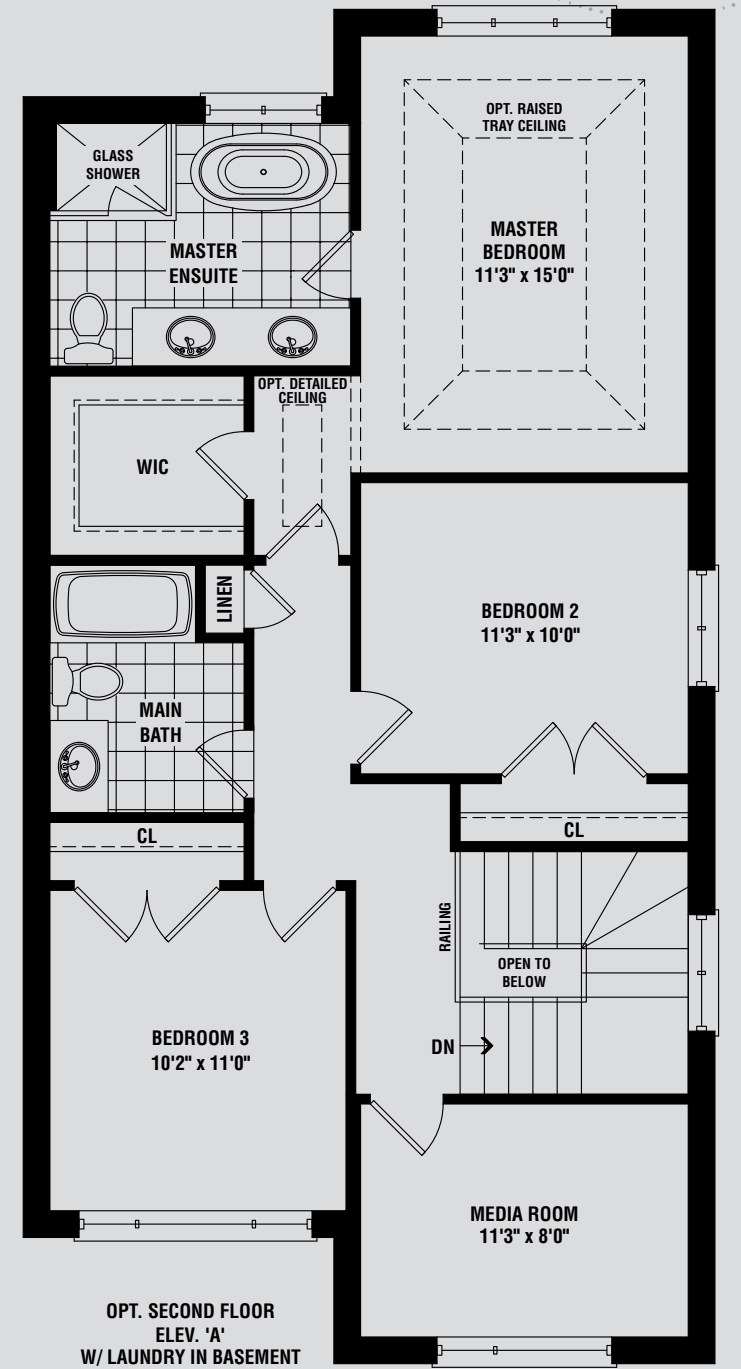 OPT. RAISED
TRAY CEILING
GLASS
SHOWER
MASTER
BEDROOM
11'3" x 15'0"
MASTER
ENSUITE
OPT. DETAILED
CEILING
WIC
LINEN
BEDROOM 2
11'3" x 10'0"
MAIN
BATH
CL
CL
RAILING
OPEN TO
BELOW
DN
BEDROOM 3
10'2" x 11'0"
MEDIA ROOM
11'3" x 8'0"
OPT. SECOND FLOOR
ELEV. 'A'
W/ LAUNDRY IN BASEMENT